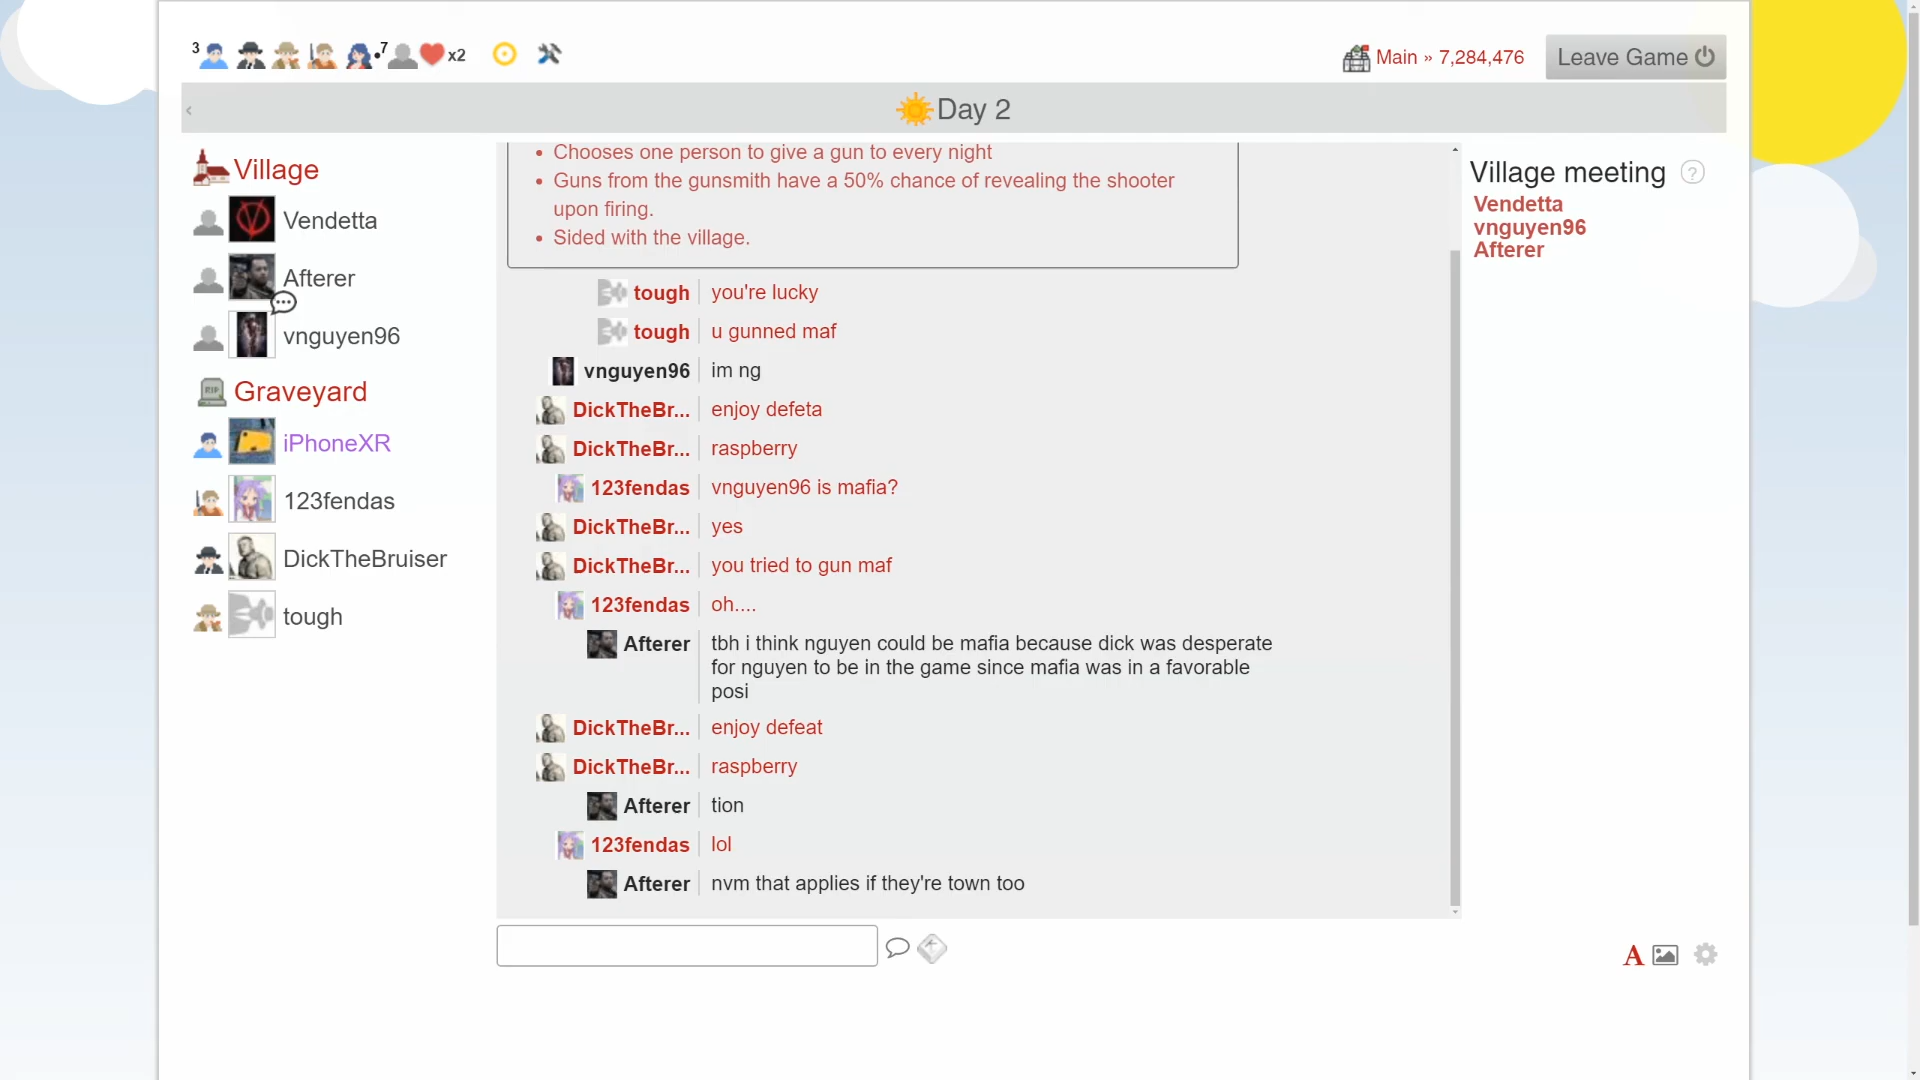 3
7
x2
Main » 7,284,476
Leave Game
‹
Day 2
Village
Vendetta
Afterer
vnguyen96
Graveyard
RIP
iPhoneXR
123fendas
DickTheBruiser
tough
• Chooses one person to give a gun to every night
• Guns from the gunsmith have a 50% chance of revealing the shooter
upon firing.
• Sided with the village.
tough you're lucky
tough u gunned maf
vnguyen96 im ng
DickTheBr... enjoy defeta
DickTheBr... raspberry
123fendas vnguyen96 is mafia?
DickTheBr... yes
DickTheBr... you tried to gun maf
123fendas oh....
Afterer tbh i think nguyen could be mafia because dick was desperate
for nguyen to be in the game since mafia was in a favorable
posi
DickTheBr... enjoy defeat
DickTheBr... raspberry
Afterer tion
123fendas lol
Afterer nvm that applies if they're town too
Village meeting ?
Vendetta
vnguyen96
Afterer
A